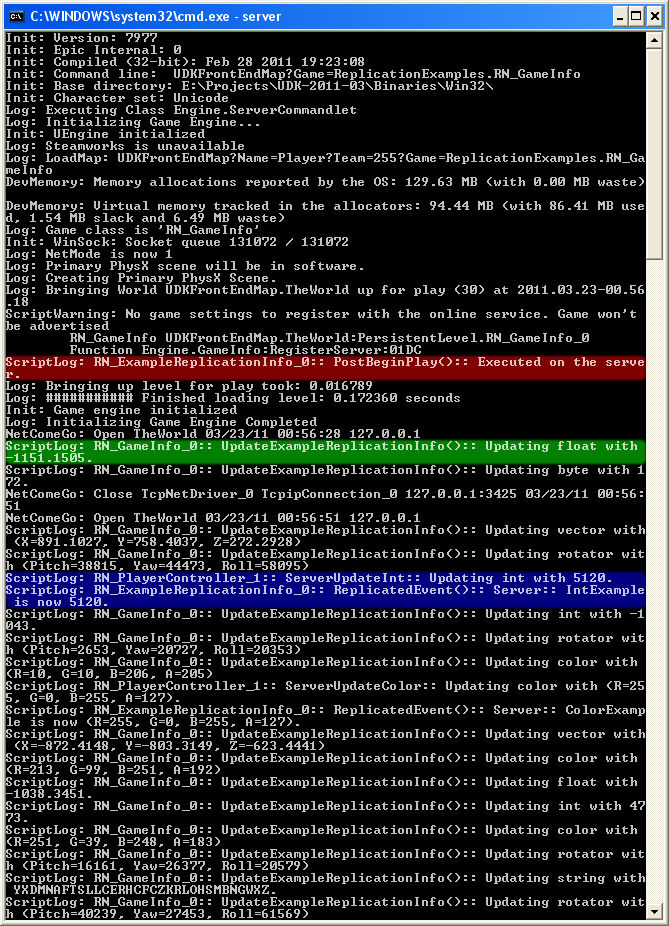 C:\WINDOWS\system32\cmd.exe - server
Init: Version: 7977
Init: Epic Internal: 0
Init: Compiled (32-bit): Feb 28 2011 19:23:08
Init: Command line:  UDKFrontEndMap?Game=ReplicationExamples.RN_GameInfo
Init: Base directory: E:\Projects\UDK-2011-03\Binaries\Win32\
Init: Character set: Unicode
Log: Executing Class Engine.ServerCommandlet
Log: Initializing Game Engine...
Init: UEngine initialized
Log: Steamworks is unavailable
Log: LoadMap: UDKFrontEndMap?Name=Player?Team=255?Game=ReplicationExamples.RN_Ga
meInfo
DevMemory: Memory allocations reported by the OS: 129.63 MB (with 0.00 MB waste)
DevMemory: Virtual memory tracked in the allocators: 94.44 MB (with 86.41 MB use
d, 1.54 MB slack and 6.49 MB waste)
Log: Game class is 'RN_GameInfo'
Init: WinSock: Socket queue 131072 / 131072
Log: NetMode is now 1
Log: Primary PhysX scene will be in software.
Log: Creating Primary PhysX Scene.
Log: Bringing World UDKFrontEndMap.TheWorld up for play (30) at 2011.03.23-00.56
.18
ScriptWarning: No game settings to register with the online service. Game won't
be advertised
        RN_GameInfo UDKFrontEndMap.TheWorld:PersistentLevel.RN_GameInfo_0
        Function Engine.GameInfo:RegisterServer:01DC
ScriptLog: RN_ExampleReplicationInfo_0:: PostBeginPlay():: Executed on the serve
r.
Log: Bringing up level for play took: 0.016789
Log: ########### Finished loading level: 0.172360 seconds
Init: Game engine initialized
Log: Initializing Game Engine Completed
NetComeGo: Open TheWorld 03/23/11 00:56:28 127.0.0.1
ScriptLog: RN_GameInfo_0:: UpdateExampleReplicationInfo():: Updating float with
-1151.1505.
ScriptLog: RN_GameInfo_0:: UpdateExampleReplicationInfo():: Updating byte with 1
72.
NetComeGo: Close TcpNetDriver_0 TcpipConnection_0 127.0.0.1:3425 03/23/11 00:56:
51
NetComeGo: Open TheWorld 03/23/11 00:56:51 127.0.0.1
ScriptLog: RN_GameInfo_0:: UpdateExampleReplicationInfo():: Updating vector with
 (X=891.1027, Y=758.4037, Z=272.2928)
ScriptLog: RN_GameInfo_0:: UpdateExampleReplicationInfo():: Updating rotator wit
h (Pitch=38815, Yaw=44473, Roll=58095)
ScriptLog: RN_PlayerController_1:: ServerUpdateInt:: Updating int with 5120.
ScriptLog: RN_ExampleReplicationInfo_0:: ReplicatedEvent():: Server:: IntExample
 is now 5120.
ScriptLog: RN_GameInfo_0:: UpdateExampleReplicationInfo():: Updating int with -1
043.
ScriptLog: RN_GameInfo_0:: UpdateExampleReplicationInfo():: Updating rotator wit
h (Pitch=2653, Yaw=20727, Roll=20353)
ScriptLog: RN_GameInfo_0:: UpdateExampleReplicationInfo():: Updating color with
(R=10, G=10, B=206, A=205)
ScriptLog: RN_PlayerController_1:: ServerUpdateColor:: Updating color with (R=25
5, G=0, B=255, A=127).
ScriptLog: RN_ExampleReplicationInfo_0:: ReplicatedEvent():: Server:: ColorExamp
le is now (R=255, G=0, B=255, A=127).
ScriptLog: RN_GameInfo_0:: UpdateExampleReplicationInfo():: Updating vector with
 (X=-872.4148, Y=-803.3149, Z=-623.4441)
ScriptLog: RN_GameInfo_0:: UpdateExampleReplicationInfo():: Updating color with
(R=213, G=99, B=251, A=192)
ScriptLog: RN_GameInfo_0:: UpdateExampleReplicationInfo():: Updating float with
-1038.3451.
ScriptLog: RN_GameInfo_0:: UpdateExampleReplicationInfo():: Updating int with 47
73.
ScriptLog: RN_GameInfo_0:: UpdateExampleReplicationInfo():: Updating color with
(R=251, G=39, B=248, A=183)
ScriptLog: RN_GameInfo_0:: UpdateExampleReplicationInfo():: Updating rotator wit
h (Pitch=16161, Yaw=26377, Roll=20579)
ScriptLog: RN_GameInfo_0:: UpdateExampleReplicationInfo():: Updating string with
 YXDMNAFTSLLCERHCFCZKRLOHSMBNGWXZ.
ScriptLog: RN_GameInfo_0:: UpdateExampleReplicationInfo():: Updating rotator wit
h (Pitch=40239, Yaw=27453, Roll=61569)